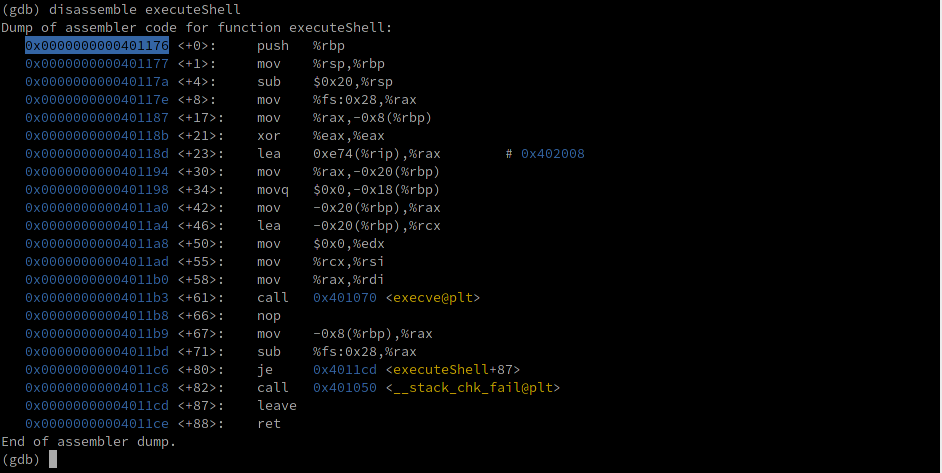 (gdb) disassemble executeShell
Dump of assembler code for function executeShell:
   0x0000000000401176 <+0>:     push   %rbp
   0x0000000000401177 <+1>:     mov    %rsp,%rbp
   0x000000000040117a <+4>:     sub    $0x20,%rsp
   0x000000000040117e <+8>:     mov    %fs:0x28,%rax
   0x0000000000401187 <+17>:    mov    %rax,-0x8(%rbp)
   0x000000000040118b <+21>:    xor    %eax,%eax
   0x000000000040118d <+23>:    lea    0xe74(%rip),%rax        # 0x402008
   0x0000000000401194 <+30>:    mov    %rax,-0x20(%rbp)
   0x0000000000401198 <+34>:    movq   $0x0,-0x18(%rbp)
   0x00000000004011a0 <+42>:    mov    -0x20(%rbp),%rax
   0x00000000004011a4 <+46>:    lea    -0x20(%rbp),%rcx
   0x00000000004011a8 <+50>:    mov    $0x0,%edx
   0x00000000004011ad <+55>:    mov    %rcx,%rsi
   0x00000000004011b0 <+58>:    mov    %rax,%rdi
   0x00000000004011b3 <+61>:    call   0x401070 <execve@plt>
   0x00000000004011b8 <+66>:    nop
   0x00000000004011b9 <+67>:    mov    -0x8(%rbp),%rax
   0x00000000004011bd <+71>:    sub    %fs:0x28,%rax
   0x00000000004011c6 <+80>:    je     0x4011cd <executeShell+87>
   0x00000000004011c8 <+82>:    call   0x401050 <__stack_chk_fail@plt>
   0x00000000004011cd <+87>:    leave
   0x00000000004011ce <+88>:    ret
End of assembler dump.
(gdb)